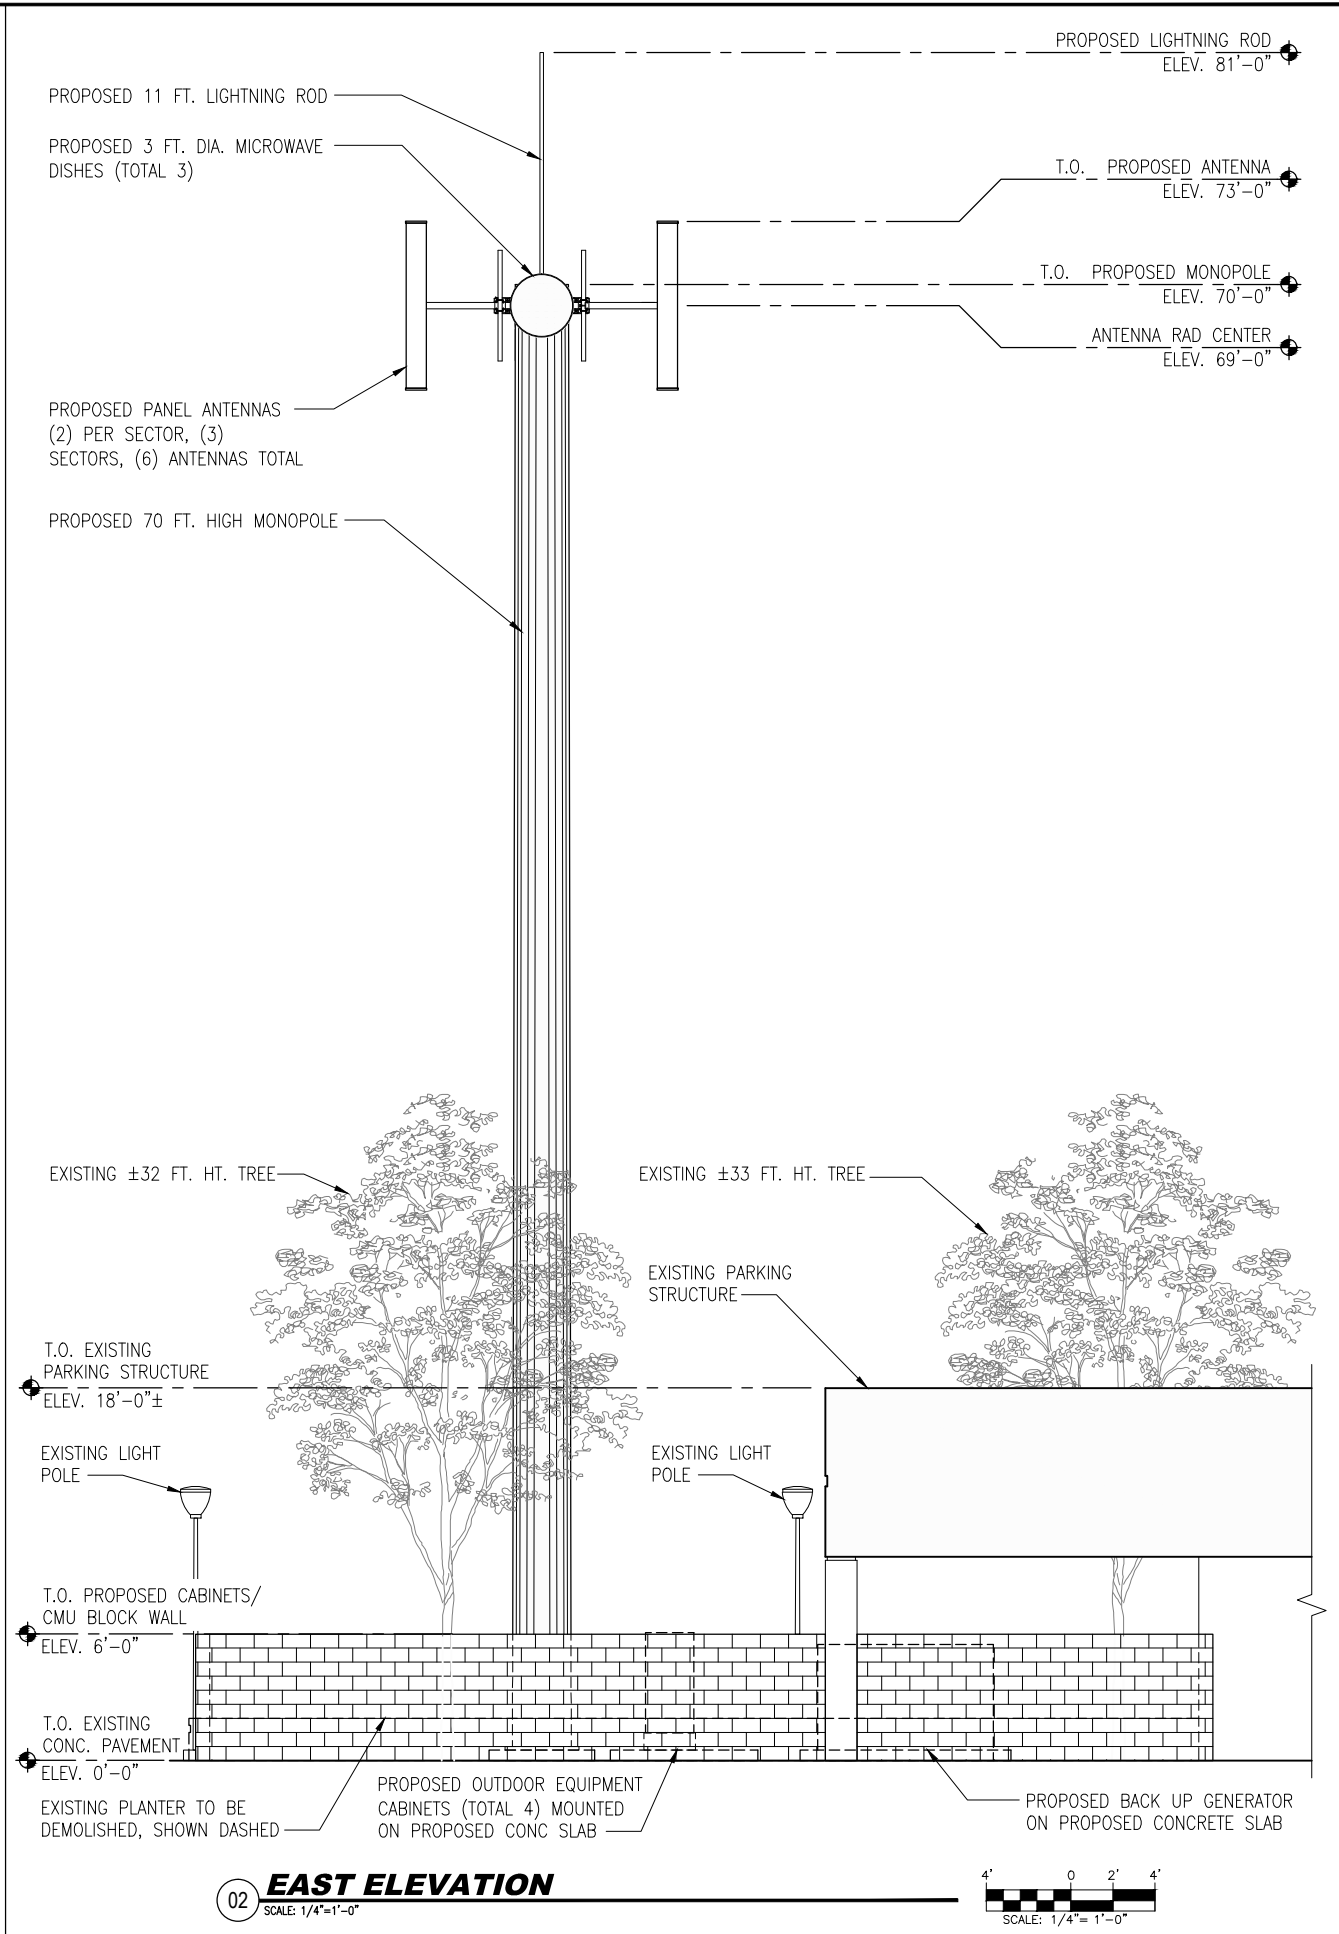 PROPOSED LIGHTNING ROD
ELEV. 81'-0"
PROPOSED 11 FT. LIGHTNING ROD
PROPOSED 3 FT. DIA. MICROWAVE
DISHES (TOTAL 3)
T.O. PROPOSED ANTENNA
ELEV. 73'-0"
T.O. PROPOSED MONOPOLE
ELEV. 70'-0"
ANTENNA RAD CENTER
ELEV. 69'-0"
PROPOSED PANEL ANTENNAS
(2) PER SECTOR, (3)
SECTORS, (6) ANTENNAS TOTAL
PROPOSED 70 FT. HIGH MONOPOLE
EXISTING ±32 FT. HT. TREE
EXISTING ±33 FT. HT. TREE
EXISTING PARKING
STRUCTURE
T.O. EXISTING
PARKING STRUCTURE
ELEV. 18'-0"±
EXISTING LIGHT
POLE
EXISTING LIGHT
POLE
T.O. PROPOSED CABINETS/
CMU BLOCK WALL
ELEV. 6'-0"
T.O. EXISTING
CONC. PAVEMENT
ELEV. 0'-0"
EXISTING PLANTER TO BE
DEMOLISHED, SHOWN DASHED
PROPOSED OUTDOOR EQUIPMENT
CABINETS (TOTAL 4) MOUNTED
ON PROPOSED CONC SLAB
PROPOSED BACK UP GENERATOR
ON PROPOSED CONCRETE SLAB
02 EAST ELEVATION
SCALE: 1/4"=1'-0"
4' 0 2' 4'
SCALE: 1/4"= 1'-0"